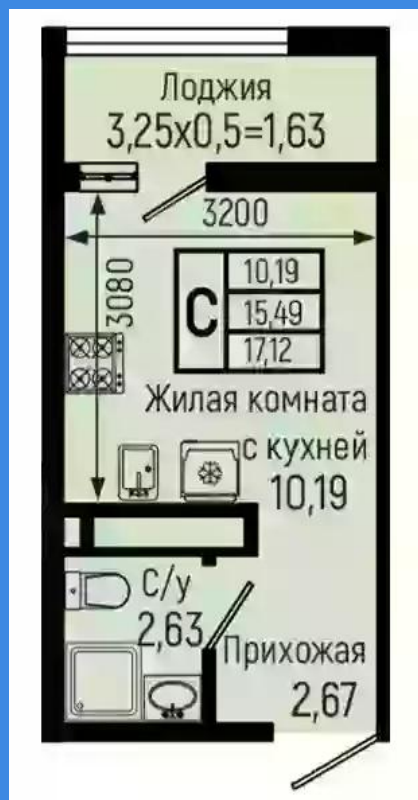 Лоджия
3,25х0,5=1,63
3200
3080
С
10,19
15,49
17,12
Жилая комната
с кухней
10,19
С/у
2,63
Прихожая
2,67